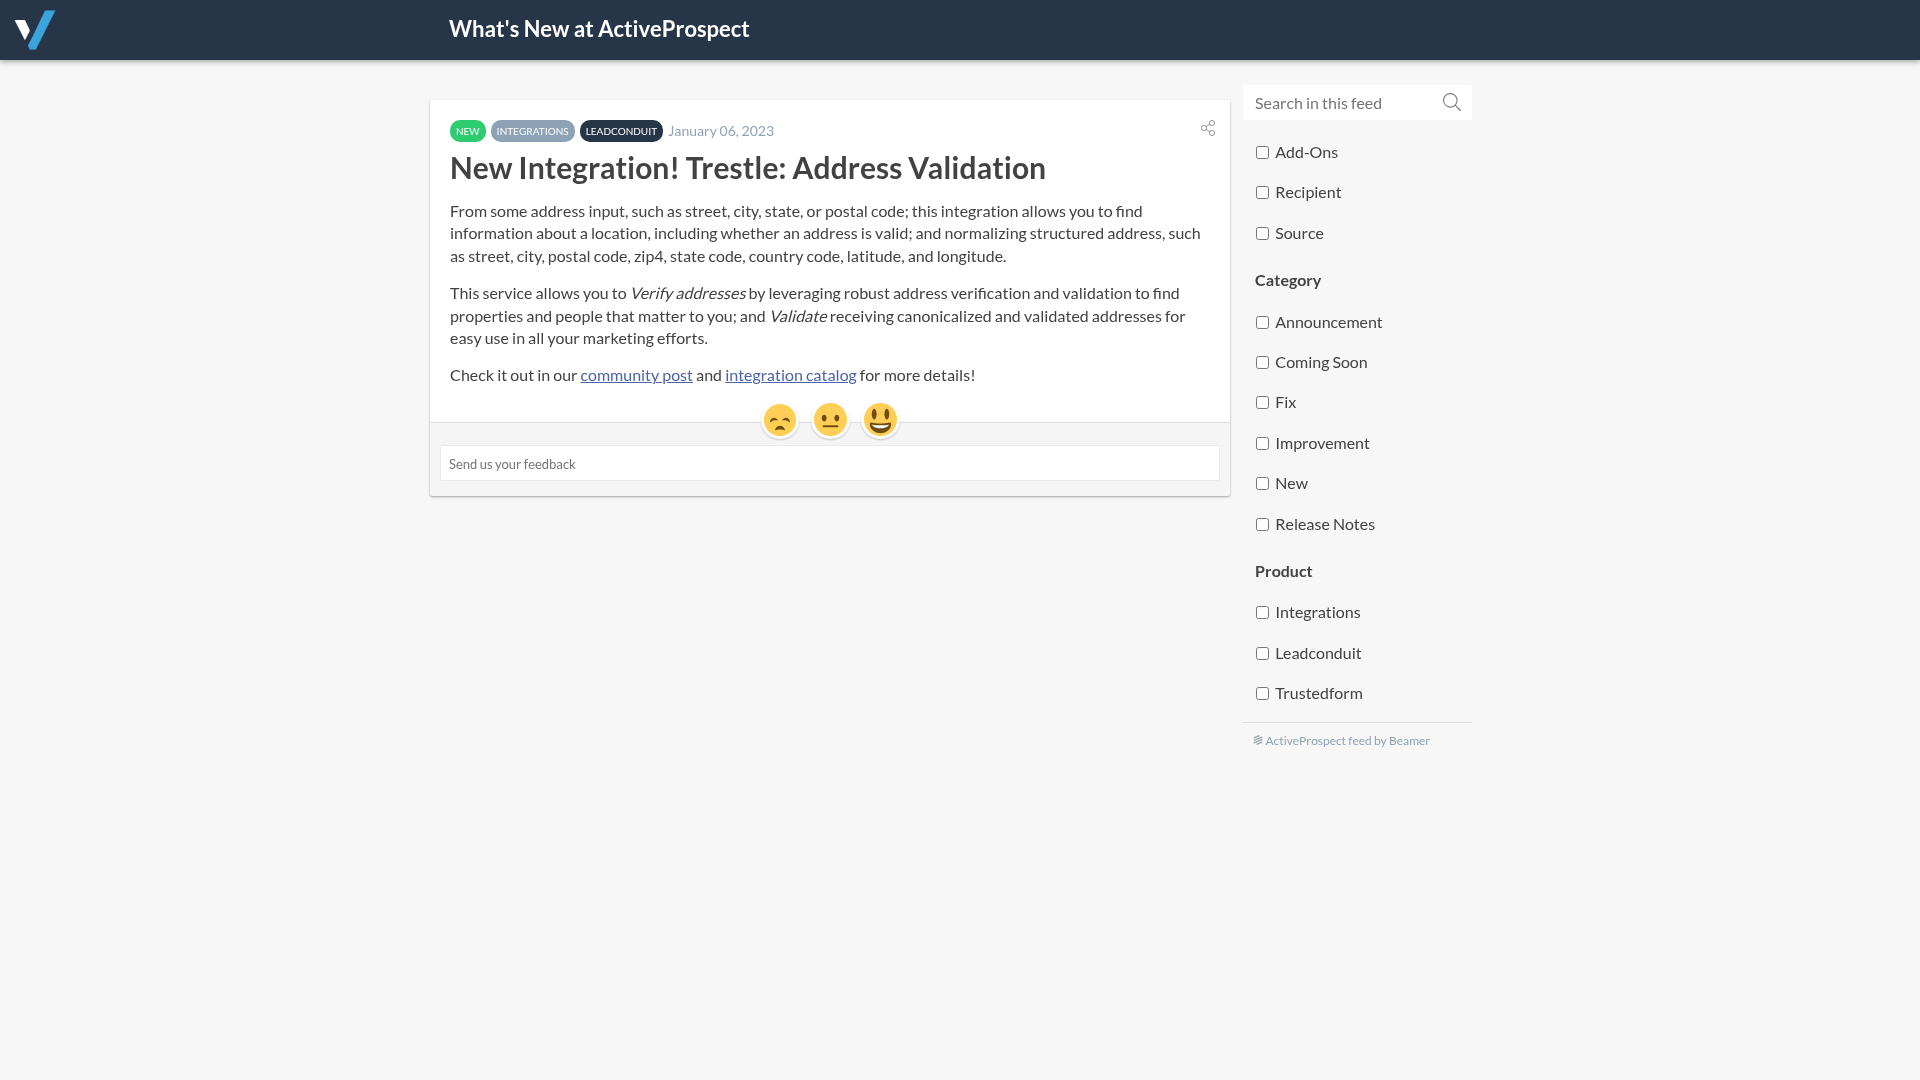 What's New at ActiveProspect
NEW INTEGRATIONS LEADCONDUIT January 06, 2023
New Integration! Trestle: Address Validation
From some address input, such as street, city, state, or postal code; this integration allows you to find
information about a location, including whether an address is valid; and normalizing structured address, such
as street, city, postal code, zip4, state code, country code, latitude, and longitude.
This service allows you to Verify addresses by leveraging robust address verification and validation to find
properties and people that matter to you; and Validate receiving canonicalized and validated addresses for
easy use in all your marketing efforts.
Check it out in our community post and integration catalog for more details!
Send us your feedback
Search in this feed
Add-Ons
Recipient
Source
Category
Announcement
Coming Soon
Fix
Improvement
New
Release Notes
Product
Integrations
Leadconduit
Trustedform
ActiveProspect feed by Beamer